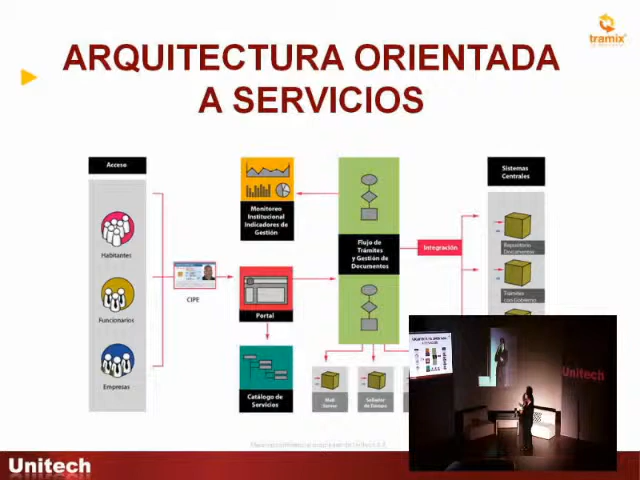 tramix
ARQUITECTURA ORIENTADA
A SERVICIOS
Acceso
Habitantes
Funcionarios
Empresas
CIPE
Monitoreo
Institucional
Indicadores de
Gestión
Portal
Catálogo de
Servicios
Flujo de
Trámites
y Gestión de
Documentos
Integración
Sistemas
Centrales
Repositorio
Documentos
Trámites
con Gobierno
Mail
Server
Unitech
Unitech